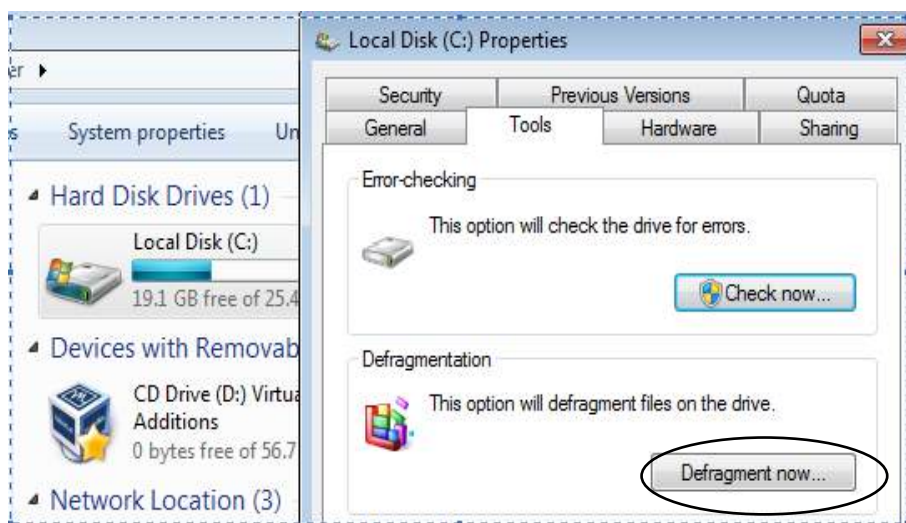 er
s System properties Un
Hard Disk Drives (1)
Local Disk (C:)
19.1 GB free of 25.4
Devices with Removab
CD Drive (D:) Virtua
Additions
0 bytes free of 56.7
Network Location (3)
Local Disk (C:) Properties
Security Previous Versions Quota
General Tools Hardware Sharing
Error-checking
This option will check the drive for errors.
Check now...
Defragmentation
This option will defragment files on the drive.
Defragment now...